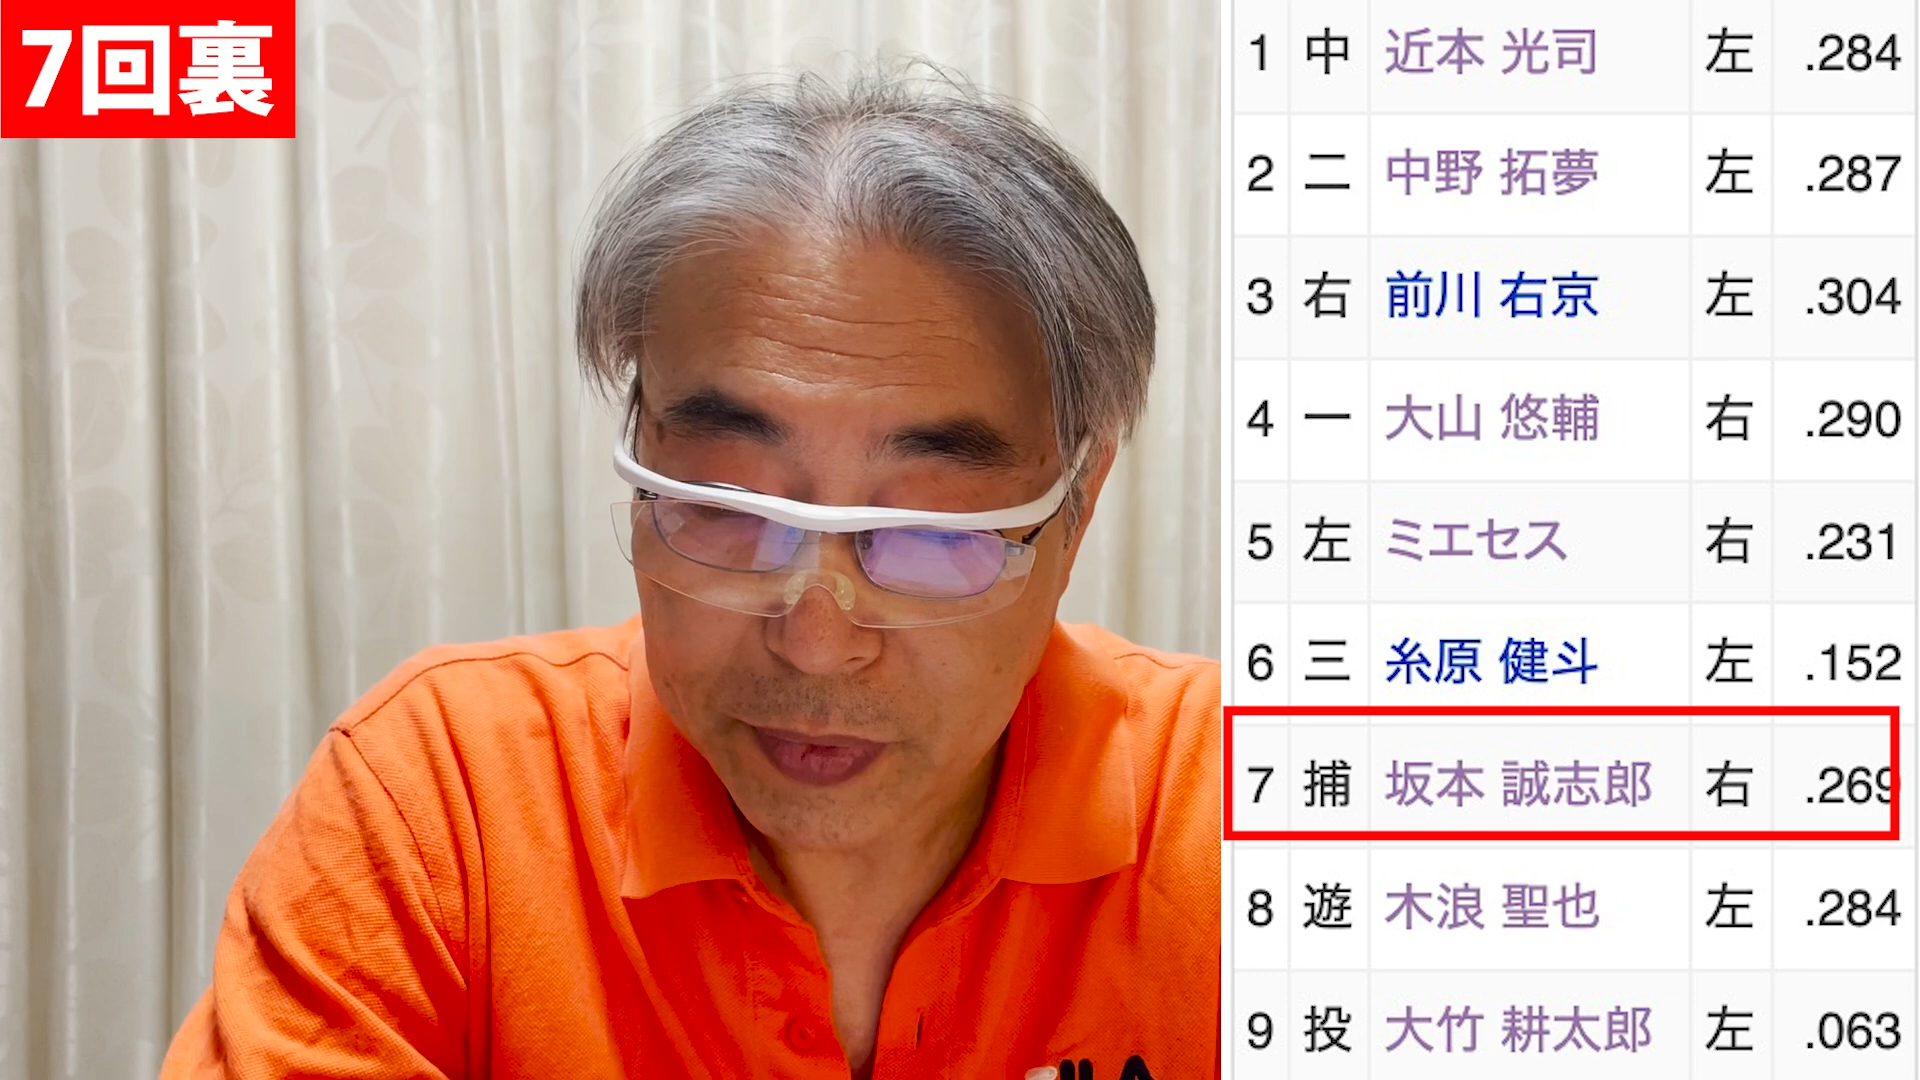 7回裏
1 中 近本 光司 左 .284
2 二 中野 拓夢 左 .287
3 右 前川 右京 左 .304
4 一 大山 悠輔 右 .290
5 左 ミエセス 右 .231
6 三 糸原 健斗 左 .152
7 捕 坂本 誠志郎 右 .269
8 遊 木浪 聖也 左 .284
9 投 大竹 耕太郎 左 .063